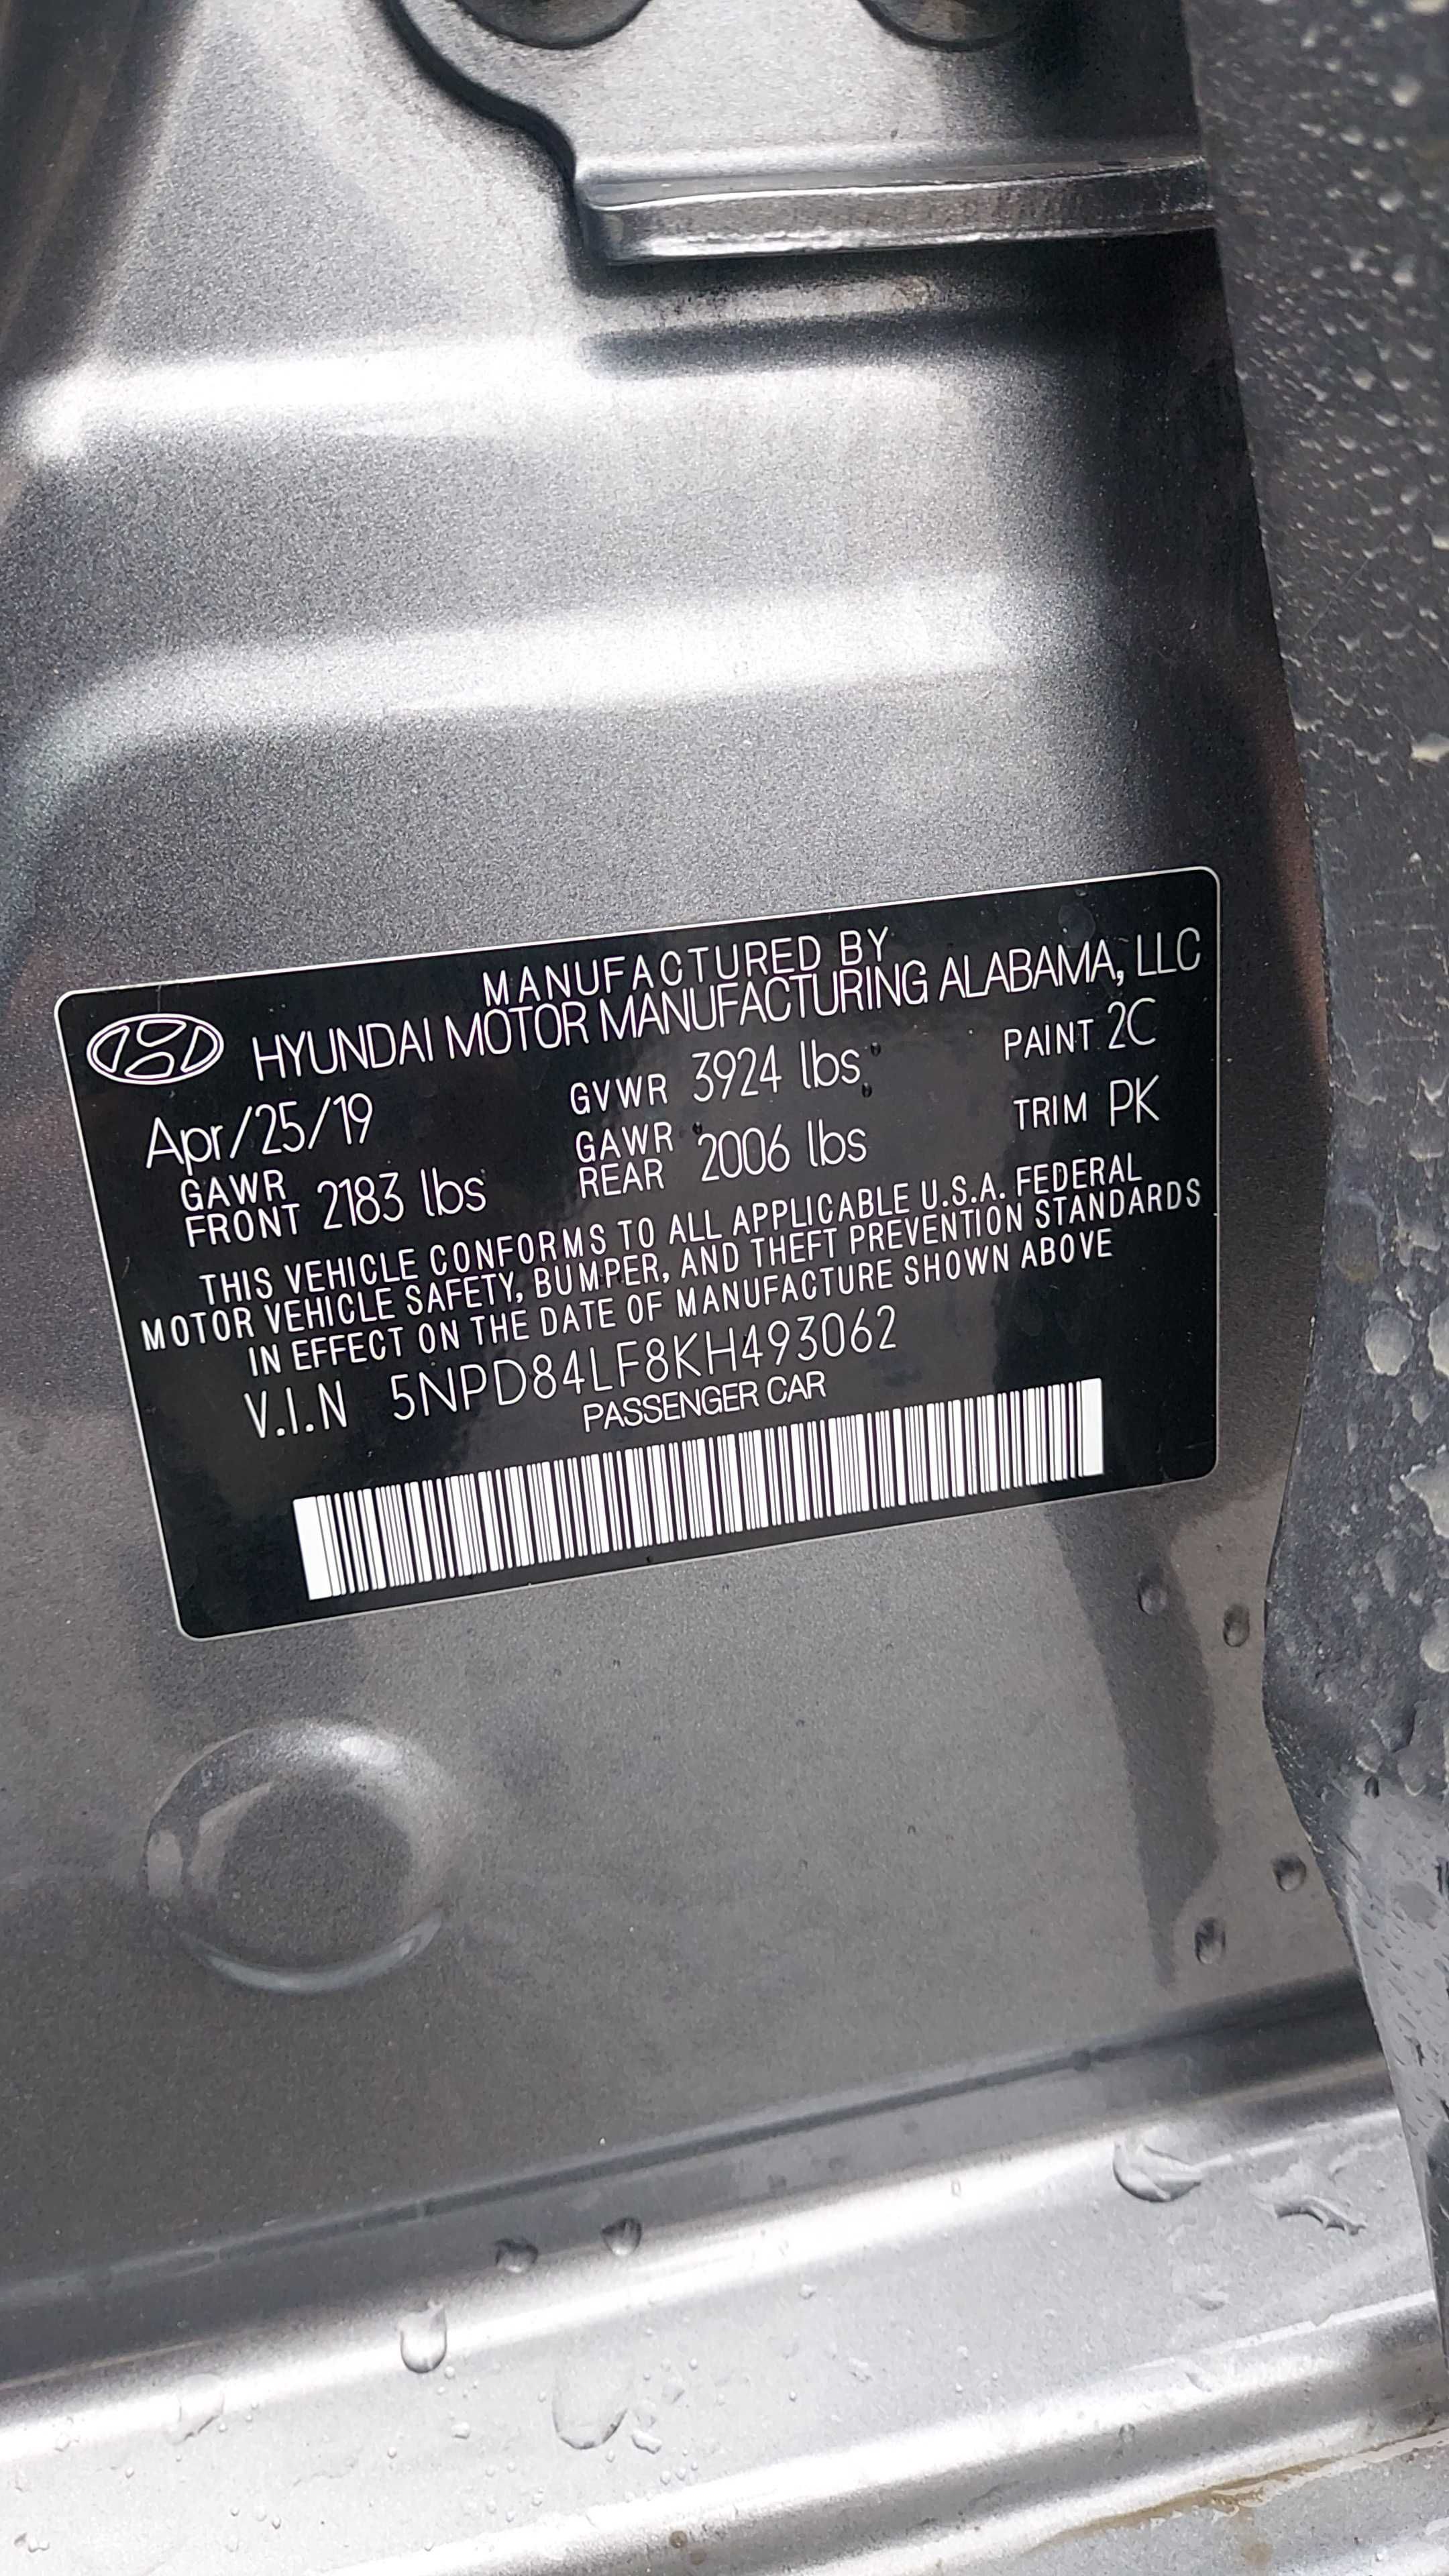 MANUFACTURED BY
HYUNDAI MOTOR MANUFACTURING ALABAMA, LLC
Apr/25/19 GVWR 3924 lbs PAINT 2C
GAWR FRONT 2183 lbs GAWR REAR 2006 lbs TRIM PK
THIS VEHICLE CONFORMS TO ALL APPLICABLE U.S.A. FEDERAL
MOTOR VEHICLE SAFETY, BUMPER, AND THEFT PREVENTION STANDARDS
IN EFFECT ON THE DATE OF MANUFACTURE SHOWN ABOVE
V.I.N 5NPD84LF8KH493062
PASSENGER CAR